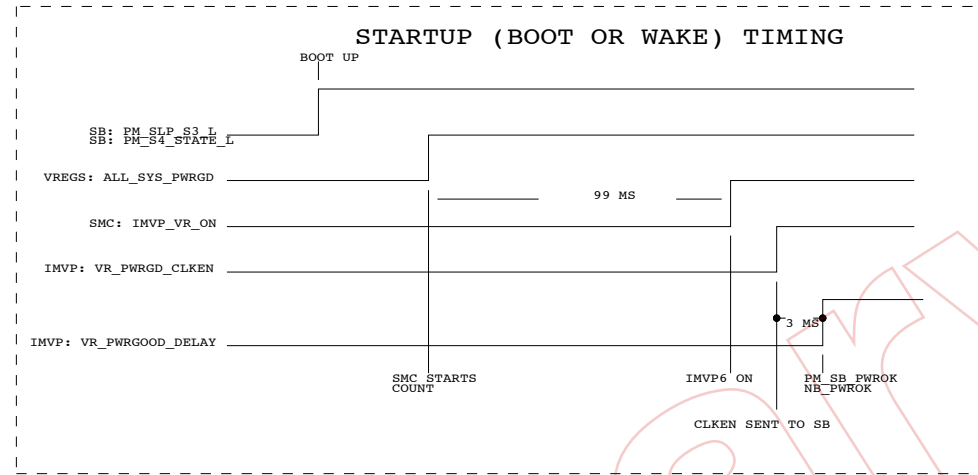 STARTUP (BOOT OR WAKE) TIMING
BOOT UP
SB: PM_SLP_S3_L
SB: PM_S4_STATE_L
VREGS: ALL_SYS_PWRGD
99 MS
SMC: IMVP_VR_ON
IMVP: VR_PWRGD_CLKEN
3 MS
IMVP: VR_PWRGOOD_DELAY
SMC STARTS
COUNT
IMVP6 ON
PM_SB_PWROK
NB_PWROK
CLKEN SENT TO SB